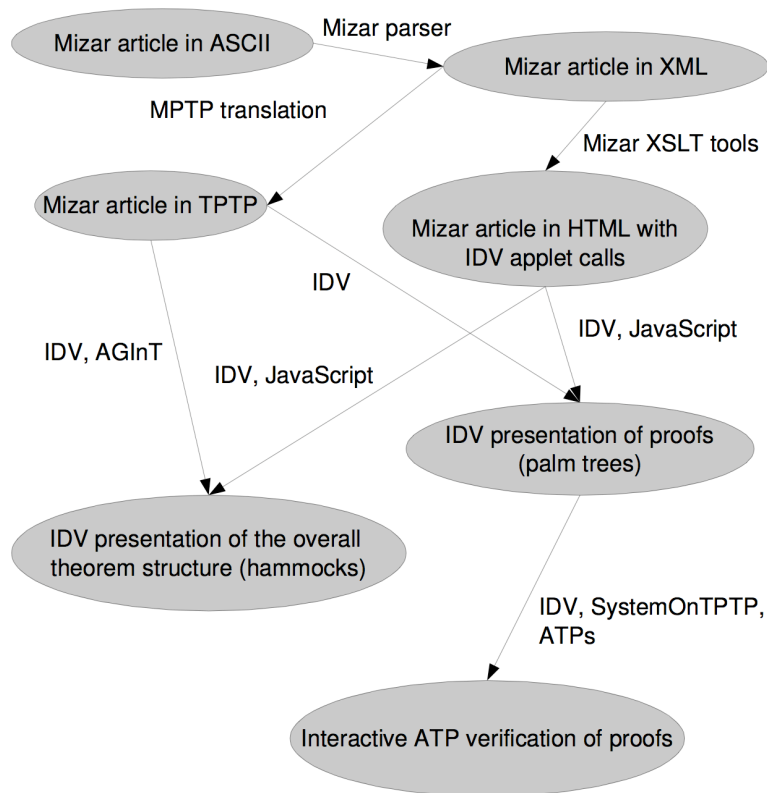 Mizar article in ASCII
Mizar parser
Mizar article in XML
MPTP translation
Mizar XSLT tools
Mizar article in TPTP
Mizar article in HTML with
IDV applet calls
IDV
IDV, JavaScript
IDV, AGInT
IDV, JavaScript
IDV presentation of proofs
(palm trees)
IDV presentation of the overall
theorem structure (hammocks)
IDV, SystemOnTPTP,
ATPs
Interactive ATP verification of proofs